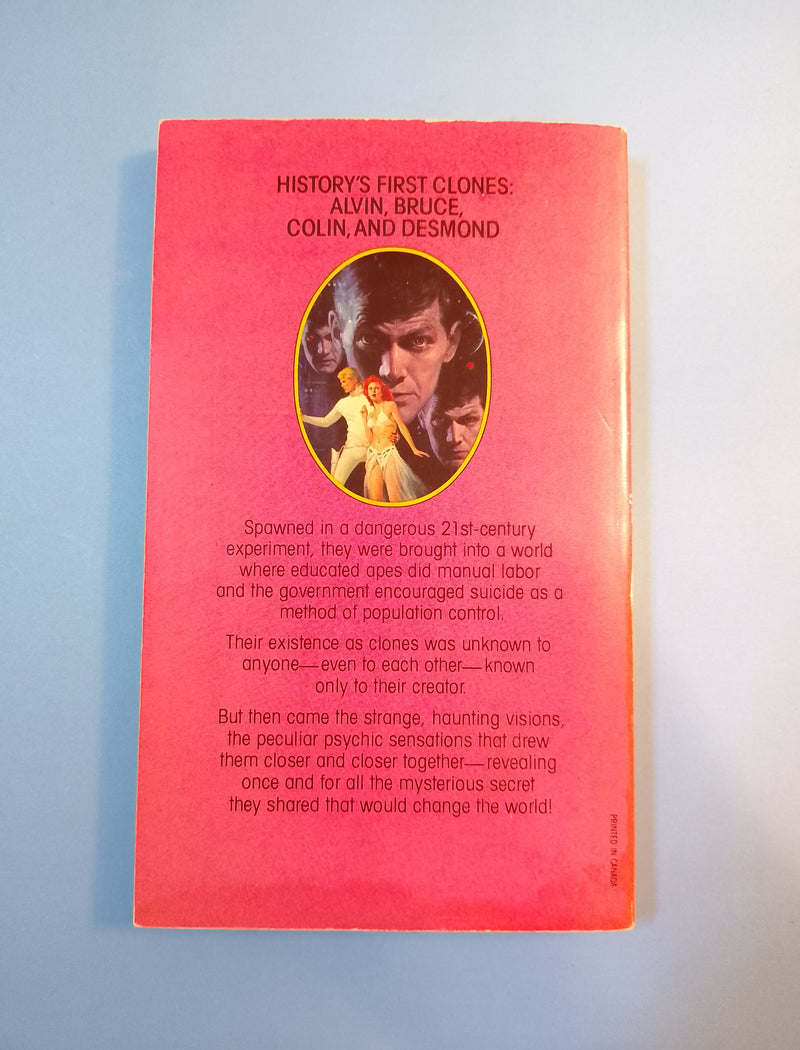 HISTORY'S FIRST CLONES:
ALVIN, BRUCE,
COLIN, AND DESMOND
Spawned in a dangerous 21st-century
experiment, they were brought into a world
where educated apes did manual labor
and the government encouraged suicide as a
method of population control.
Their existence as clones was unknown to
anyone—even to each other—known
only to their creator.
But then came the strange, haunting visions,
the peculiar psychic sensations that drew
them closer and closer together—revealing
once and for all the mysterious secret
they shared that would change the world!
PRINTED IN CANADA